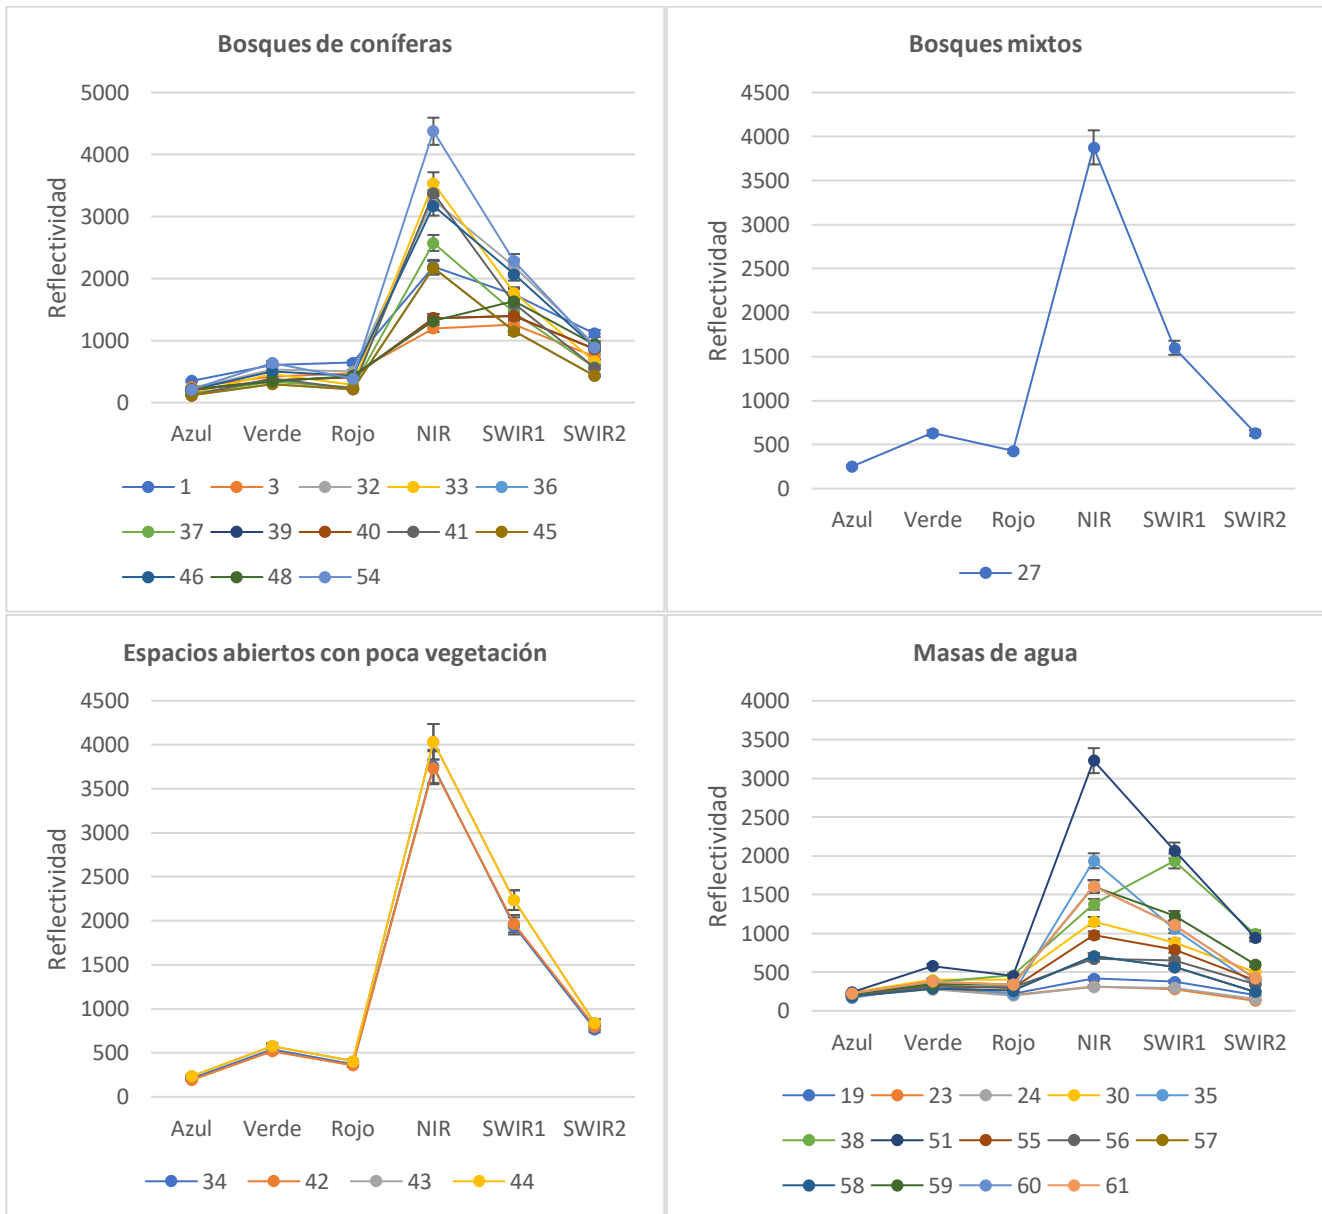 Bosques de coníferas
Reflectividad
5000
4000
3000
2000
1000
0
Azul Verde Rojo NIR SWIR1 SWIR2
1 3 32 33 36
37 39 40 41 45
46 48 54
Bosques mixtos
Reflectividad
4500
4000
3500
3000
2500
2000
1500
1000
500
0
Azul Verde Rojo NIR SWIR1 SWIR2
27
Espacios abiertos con poca vegetación
Reflectividad
4500
4000
3500
3000
2500
2000
1500
1000
500
0
Azul Verde Rojo NIR SWIR1 SWIR2
34 42 43 44
Masas de agua
Reflectividad
4000
3500
3000
2500
2000
1500
1000
500
0
Azul Verde Rojo NIR SWIR1 SWIR2
19 23 24 30 35
38 51 55 56 57
58 59 60 61